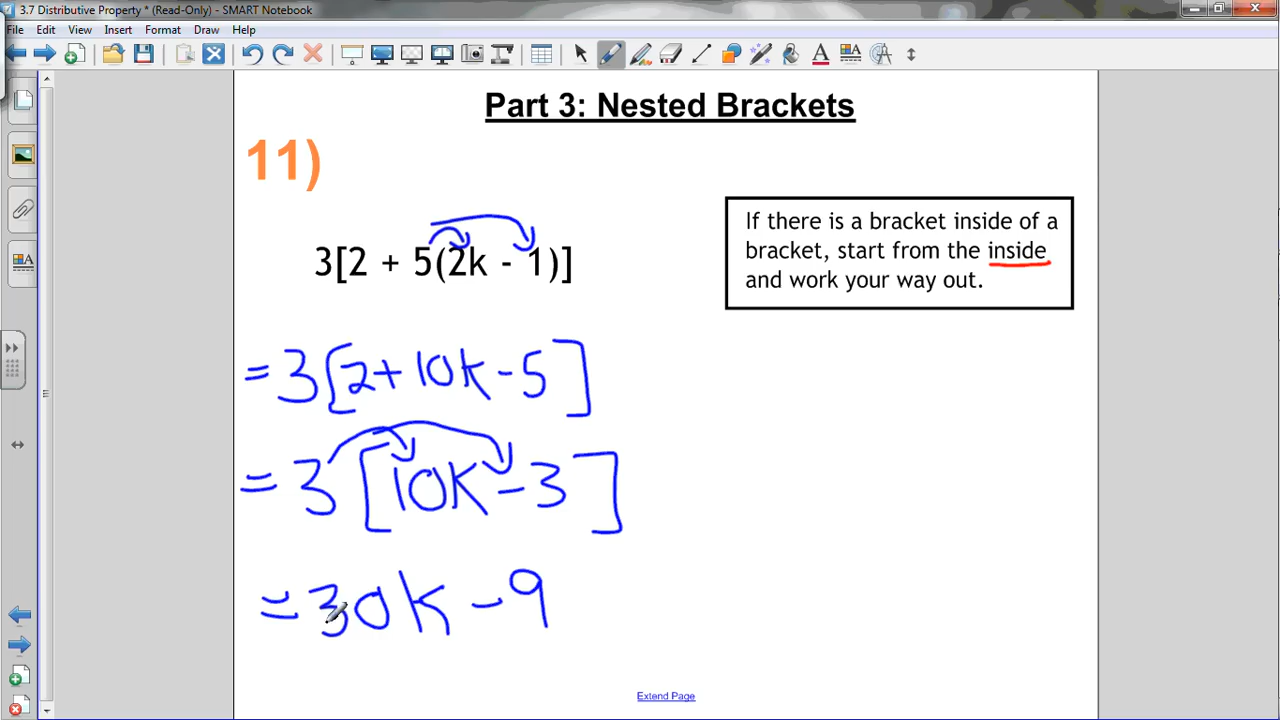 3.7 Distributive Property * (Read-Only) - SMART Notebook
File Edit View Insert Format Tools Draw Help
Part 3: Nested Brackets
11)
If there is a bracket inside of a
bracket, start from the inside
and work your way out.
3[2 + 5(2k - 1)]
=3[2+10k-5]
=3[10k-3]
=30k-9
Extend Page